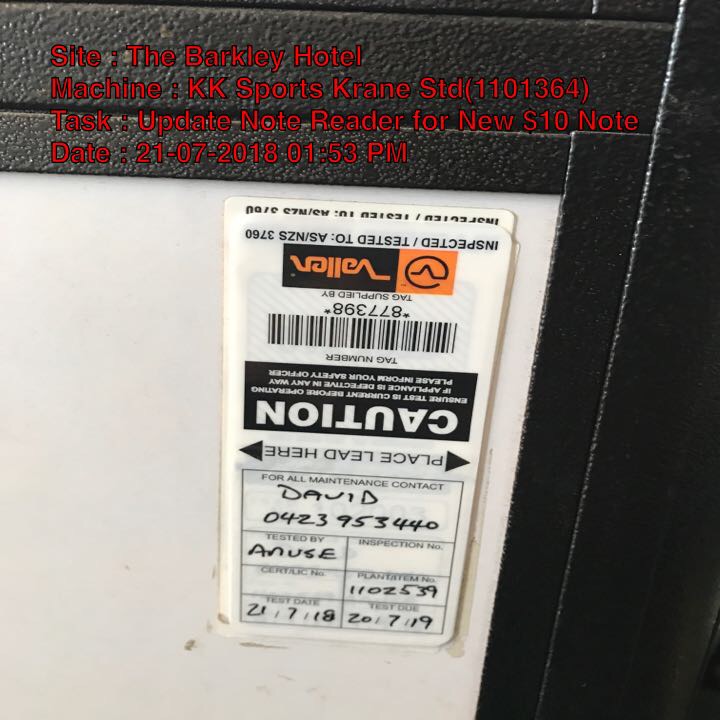 Site : The Barkley Hotel
Machine : KK Sports Krane Std(1101364)
Task : Update Note Reader for New $10 Note
Date : 21-07-2018 01:53 PM
INSPECTED / TESTED TO: AS/NZS 3760
INSPECTED / TESTED TO: AS/NZS 3760
Vallen
TAG SUPPLIED BY
*877398*
TAG NUMBER
ENSURE TEST IS CURRENT BEFORE OPERATING
IF APPLIANCE IS DEFECTIVE IN ANY WAY
PLEASE INFORM YOUR SAFETY OFFICER
CAUTION
PLACE LEAD HERE
FOR ALL MAINTENANCE CONTACT
DAVID
0423 953440
TESTED BY INSPECTION No.
AMUSE
CERT/LIC No. PLANT/ITEM No.
1102539
TEST DATE TEST DUE
21/7/18 20/7/19